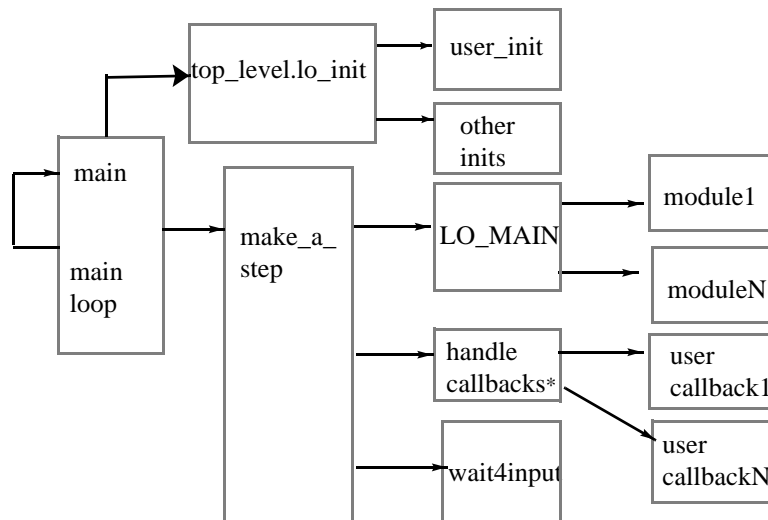 user_init
top_level.lo_init
other
inits
main
module1
make_a_
step
LO_MAIN
main
loop
moduleN
handle
callbacks*
user
callback1
user
callbackN
wait4input